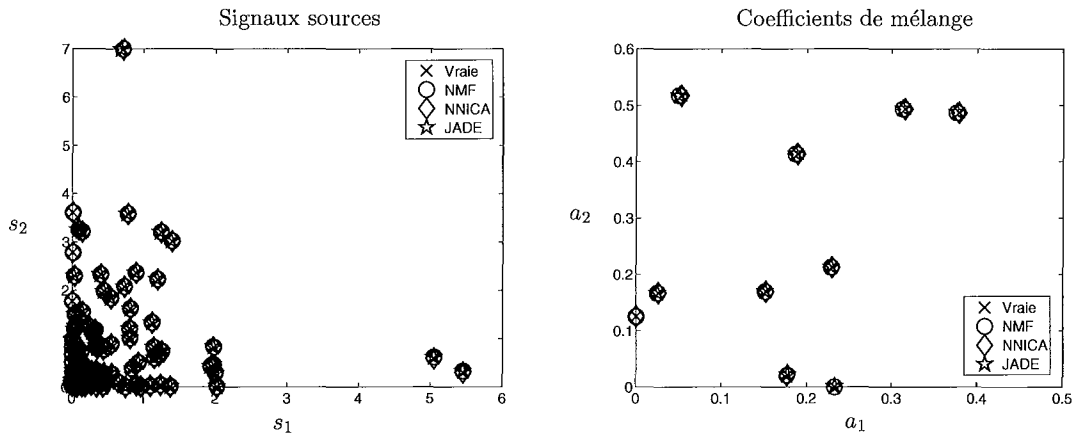 Signaux sources
7
6
5
4
3
2
1
0
0 1 2 3 4 5 6
s2
s1
Vraie
NMF
NNICA
JADE
Coefficients de mélange
0.6
0.5
0.4
0.3
0.2
0.1
0
0 0.1 0.2 0.3 0.4 0.5
a2
a1
Vraie
NMF
NNICA
JADE